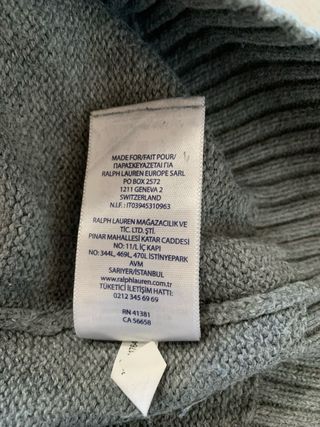 MADE FOR/FAIT POUR/
ΠΑΡΑΣΚΕΥΑΖΕΤΑΙ ΓΙΑ
RALPH LAUREN EUROPE SARL
PO BOX 2572
1211 GENEVA 2
SWITZERLAND
N.I.F.: IT03945310963
RALPH LAUREN MAĞAZACILIK VE
TİC. LTD. ŞTİ.
PINAR MAHALLESİ KATAR CADDESİ
NO: 11/L İÇ KAPI
NO: 344L, 469L, 470L İSTİNYEPARK
AVM
SARIYER/İSTANBUL
www.ralphlauren.com.tr
TÜKETİCİ İLETİŞİM HATTI:
0212 345 69 69
RN 41381
CA 56658